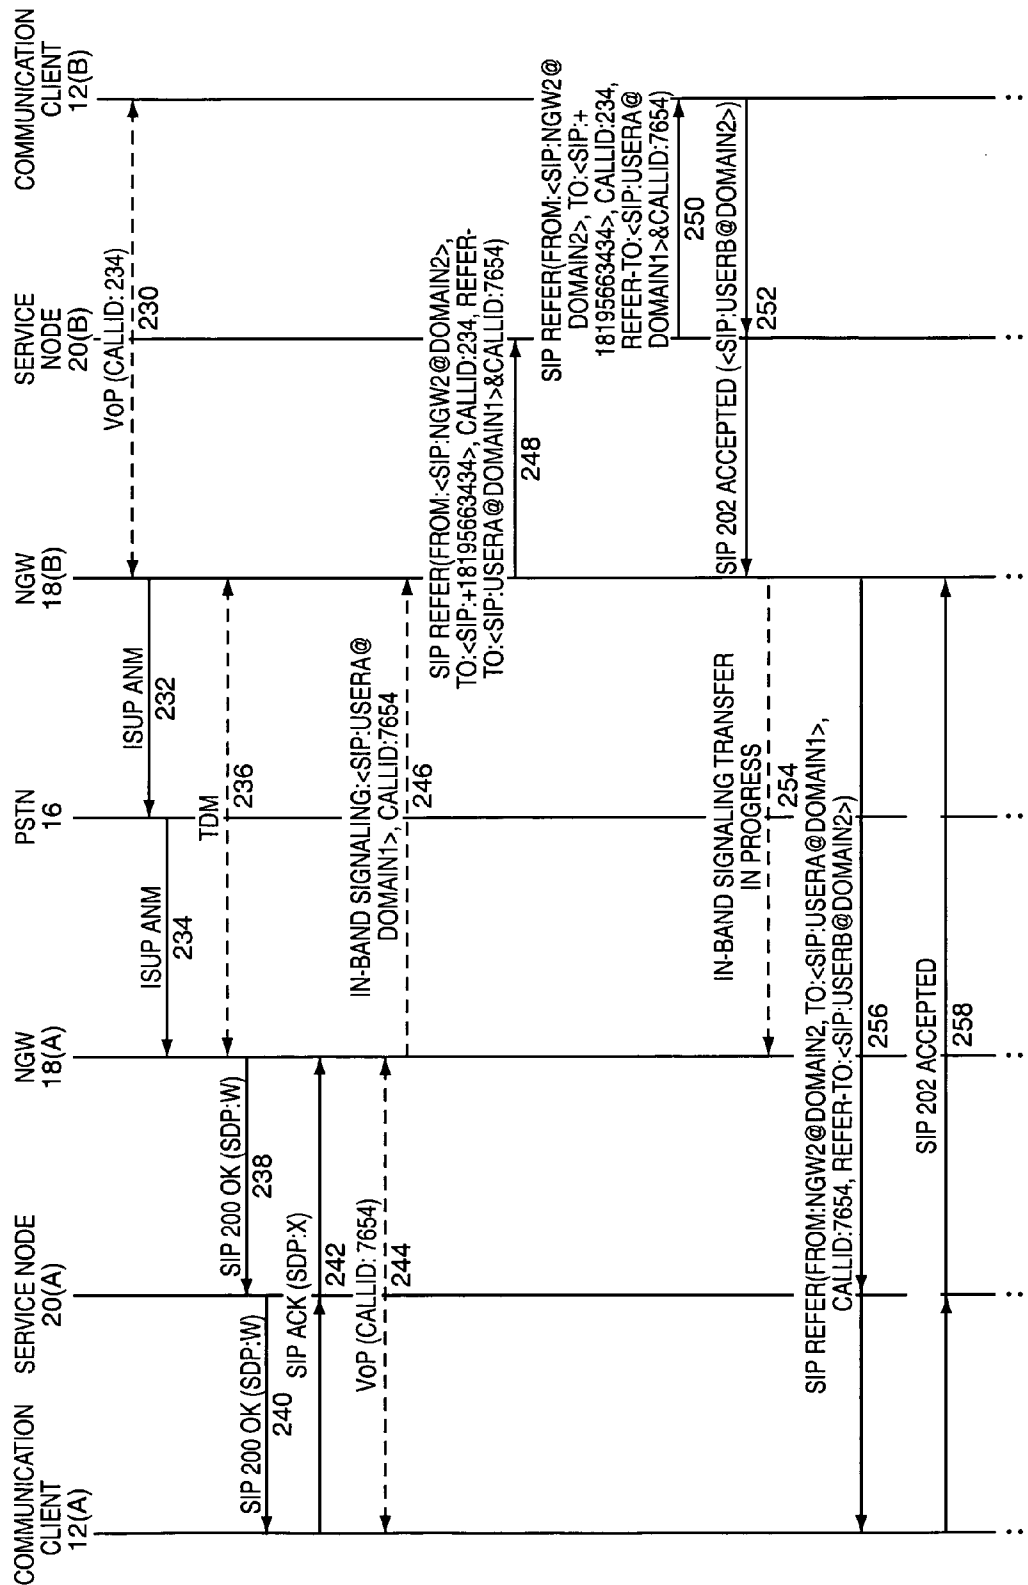 COMMUNICATION
CLIENT
12(A)
SERVICE NODE
20(A)
NGW
18(A)
PSTN
16
NGW
18(B)
SERVICE
NODE
20(B)
COMMUNICATION
CLIENT
12(B)
VoP (CALLID: 234)
230
ISUP ANM
232
ISUP ANM
234
TDM
236
SIP 200 OK (SDP:W)
238
SIP 200 OK (SDP:W)
240
SIP ACK (SDP:X)
242
VoP (CALLID: 7654)
244
IN-BAND SIGNALING:<SIP:USERA@
DOMAIN1>, CALLID:7654
246
SIP REFER(FROM:<SIP:NGW2@DOMAIN2>,
TO:<SIP:+18195663434>, CALLID:234, REFER-
TO:<SIP:USERA@DOMAIN1>&CALLID:7654)
248
SIP REFER(FROM:<SIP:NGW2@
DOMAIN2>, TO:<SIP:+
18195663434>, CALLID:234,
REFER-TO:<SIP:USERA@
DOMAIN1>&CALLID:7654)
250
SIP 202 ACCEPTED (<SIP:USERB@DOMAIN2>)
252
IN-BAND SIGNALING TRANSFER
IN PROGRESS
254
SIP REFER(FROM:NGW2@DOMAIN2, TO:<SIP:USERA@DOMAIN1>,
CALLID:7654, REFER-TO:<SIP:USERB@DOMAIN2>)
256
SIP 202 ACCEPTED
258